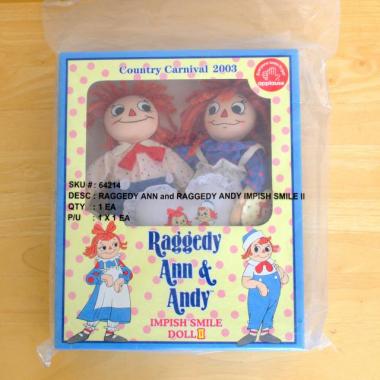 Country Carnival 2003
applause
SKU # : 64214
DESC : RAGGEDY ANN and RAGGEDY ANDY IMPISH SMILE II
QTY : 1 EA
P/U : 1 X 1 EA
Raggedy
Ann &
Andy
IMPISH SMILE
DOLL II